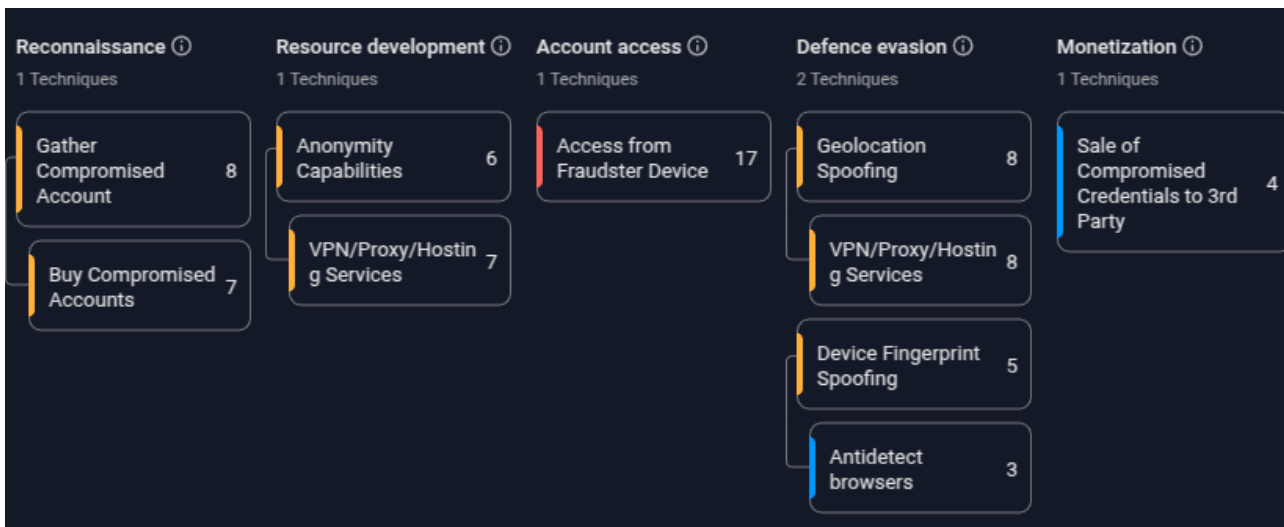 Reconnaissance
1 Techniques
Gather
Compromised
Account
8
Buy Compromised
Accounts
7
Resource development
1 Techniques
Anonymity
Capabilities
6
VPN/Proxy/Hostin
g Services
7
Account access
1 Techniques
Access from
Fraudster Device
17
Defence evasion
2 Techniques
Geolocation
Spoofing
8
VPN/Proxy/Hostin
g Services
8
Device Fingerprint
Spoofing
5
Antidetect
browsers
3
Monetization
1 Techniques
Sale of
Compromised
Credentials to 3rd
Party
4